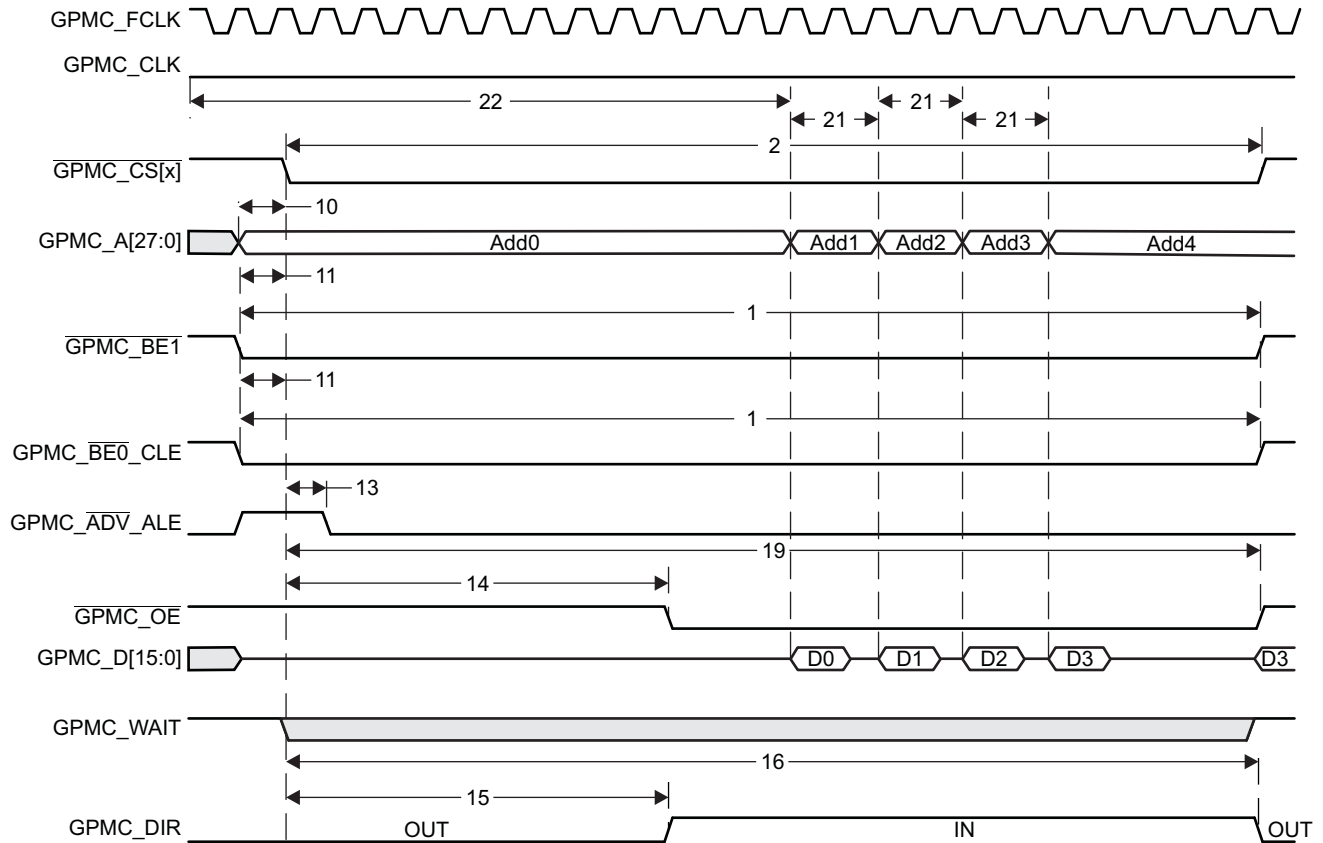 GPMC_FCLK
GPMC_CLK
22
21
21
21
2
GPMC_CS[x]
10
GPMC_A[27:0] Add0 Add1 Add2 Add3 Add4
11
1
GPMC_BE1
11
1
GPMC_BE0_CLE
13
GPMC_ADV_ALE
19
14
GPMC_OE
GPMC_D[15:0] D0 D1 D2 D3 D3
GPMC_WAIT
16
15
GPMC_DIR OUT IN OUT